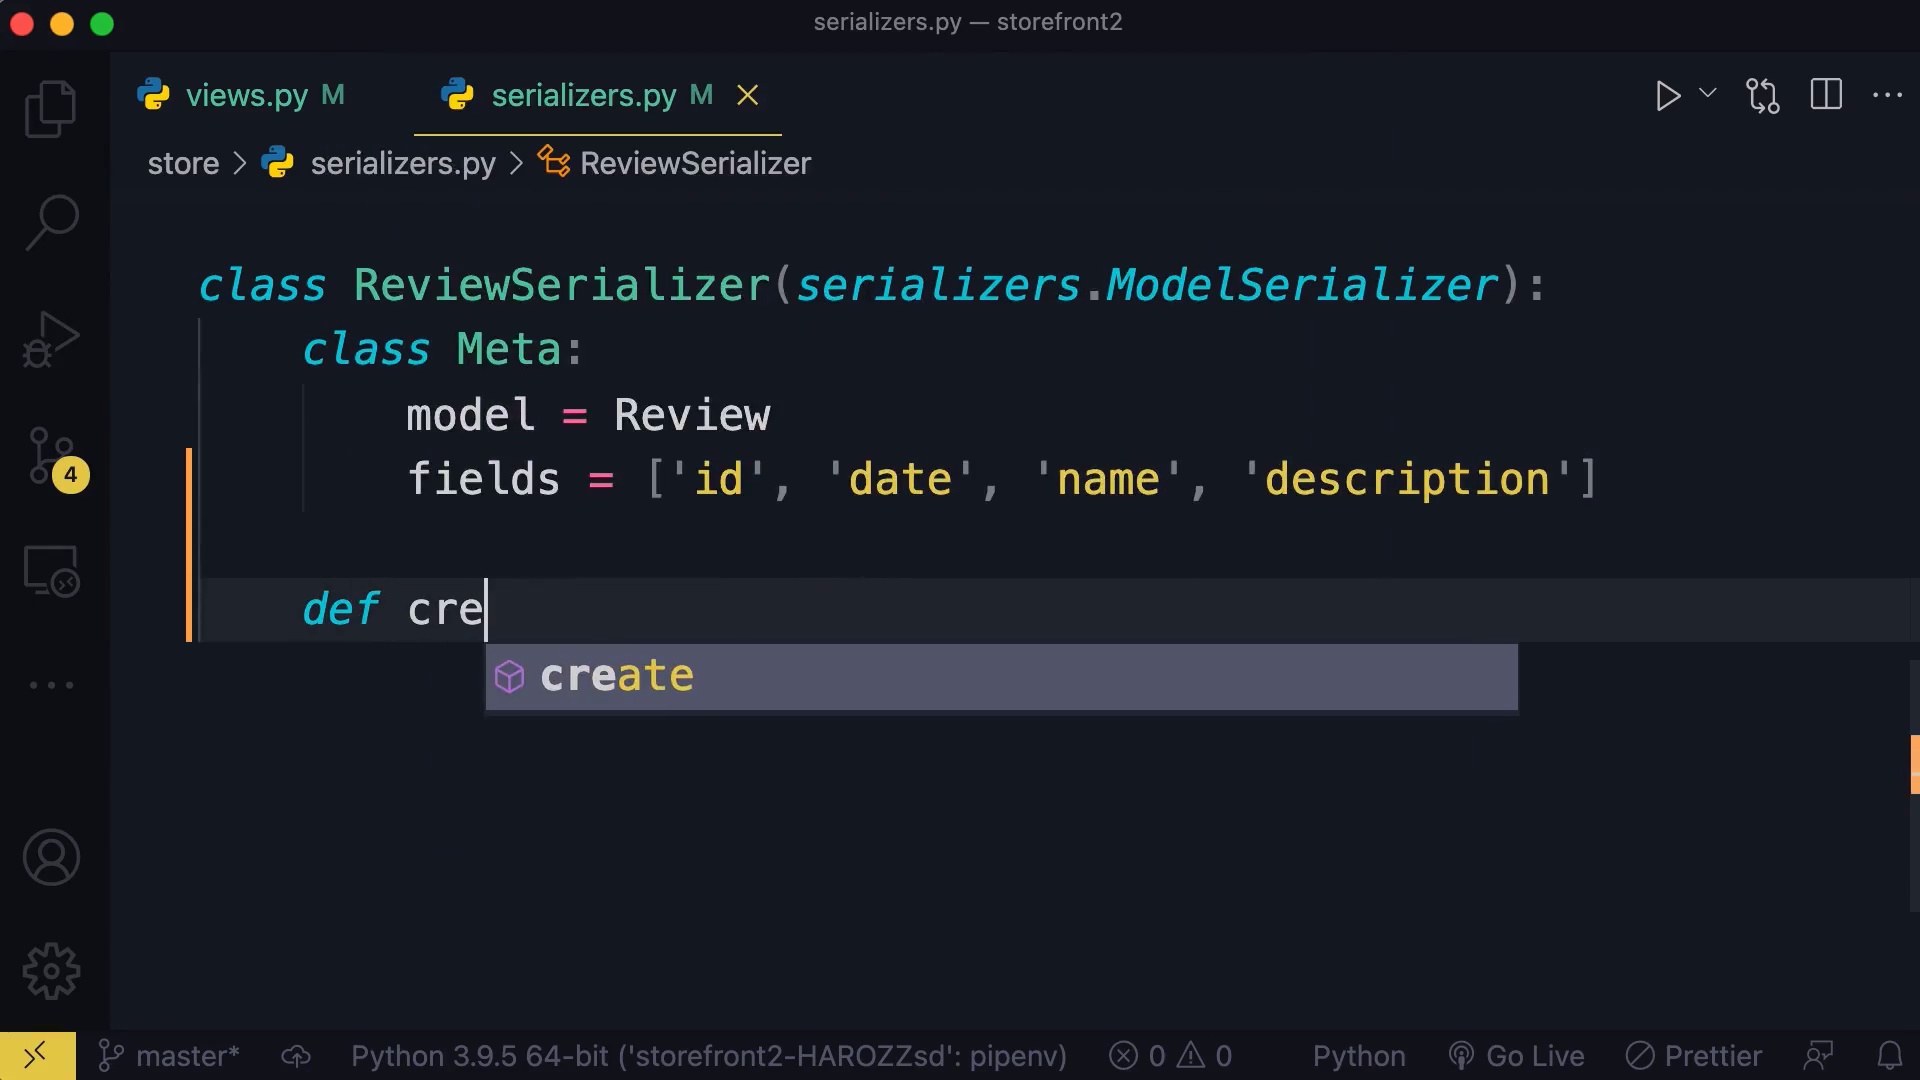 serializers.py — storefront2
views.py M serializers.py M
store > serializers.py > ReviewSerializer
class ReviewSerializer(serializers.ModelSerializer):
class Meta:
model = Review
fields = ['id', 'date', 'name', 'description']
def cre
create
4
master* Python 3.9.5 64-bit ('storefront2-HAROZZsd': pipenv) 0 0 Python Go Live Prettier